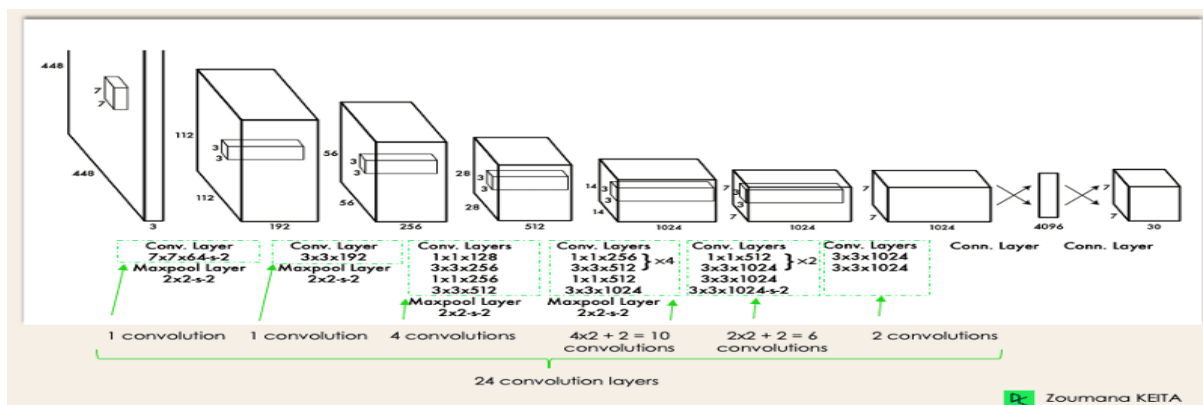 448
7
7
448
3
112
3
3
112
192
56
3
3
56
256
28
3
3
28
512
14
3
3
14
1024
7
3
3
7
1024
7
7
1024
4096
7
7
30
Conn. Layer
Conn. Layer
Conv. Layer
7x7x64-s-2
Maxpool Layer
2x2-s-2
Conv. Layer
3x3x192
Maxpool Layer
2x2-s-2
Conv. Layers
1x1x128
3x3x256
1x1x256
3x3x512
Maxpool Layer
2x2-s-2
Conv. Layers
1x1x256
3x3x512 }×4
1x1x512
3x3x1024
Maxpool Layer
2x2-s-2
Conv. Layers
1x1x512
3x3x1024 }×2
3x3x1024
3x3x1024-s-2
Conv. Layers
3x3x1024
3x3x1024
1 convolution
1 convolution
4 convolutions
4x2 + 2 = 10
convolutions
2x2 + 2 = 6
convolutions
2 convolutions
24 convolution layers
DC Zoumana KEITA